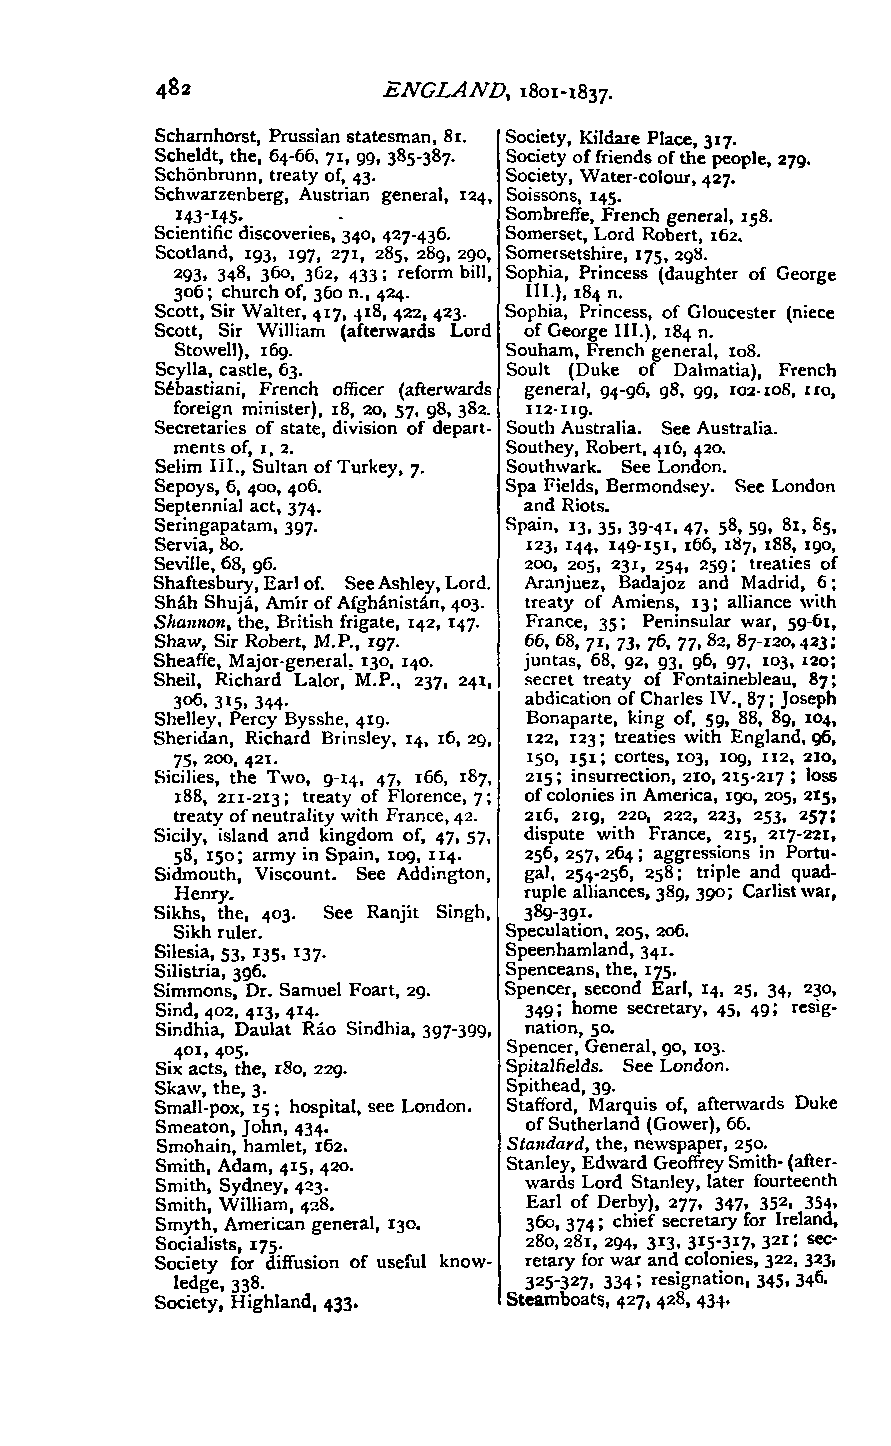 482 ENGLAND, 1801-1837.
Scharnhorst, Prussian statesman, 81.
Scheldt, the, 64-66, 71, 99, 385-387.
Schönbrunn, treaty of, 43.
Schwarzenberg, Austrian general, 124,
143-145.
Scientific discoveries, 340, 427-436.
Scotland, 193, 197, 271, 285, 289, 290,
293, 348, 360, 362, 433; reform bill,
306; church of, 360 n., 424.
Scott, Sir Walter, 417, 418, 422, 423.
Scott, Sir William (afterwards Lord
Stowell), 169.
Scylla, castle, 63.
Sébastiani, French officer (afterwards
foreign minister), 18, 20, 57, 98, 382.
Secretaries of state, division of depart-
ments of, 1, 2.
Selim III., Sultan of Turkey, 7.
Sepoys, 6, 400, 406.
Septennial act, 374.
Seringapatam, 397.
Servia, 80.
Seville, 68, 96.
Shaftesbury, Earl of. See Ashley, Lord.
Sháh Shujá, Amír of Afghánistán, 403.
Shannon, the, British frigate, 142, 147.
Shaw, Sir Robert, M.P., 197.
Sheaffe, Major-general, 130, 140.
Sheil, Richard Lalor, M.P., 237, 241,
306, 315, 344.
Shelley, Percy Bysshe, 419.
Sheridan, Richard Brinsley, 14, 16, 29,
75, 200, 421.
Sicilies, the Two, 9-14, 47, 166, 187,
188, 211-213; treaty of Florence, 7;
treaty of neutrality with France, 42.
Sicily, island and kingdom of, 47, 57,
58, 150; army in Spain, 109, 114.
Sidmouth, Viscount. See Addington,
Henry.
Sikhs, the, 403. See Ranjít Singh,
Sikh ruler.
Silesia, 53, 135, 137.
Silistria, 396.
Simmons, Dr. Samuel Foart, 29.
Sind, 402, 413, 414.
Sindhia, Daulat Ráo Sindhia, 397-399,
401, 405.
Six acts, the, 180, 229.
Skaw, the, 3.
Small-pox, 15; hospital, see London.
Smeaton, John, 434.
Smohain, hamlet, 162.
Smith, Adam, 415, 420.
Smith, Sydney, 423.
Smith, William, 428.
Smyth, American general, 130.
Socialists, 175.
Society for diffusion of useful know-
ledge, 338.
Society, Highland, 433.
Society, Kildare Place, 317.
Society of friends of the people, 279.
Society, Water-colour, 427.
Soissons, 145.
Sombreffe, French general, 158.
Somerset, Lord Robert, 162.
Somersetshire, 175, 298.
Sophia, Princess (daughter of George
III.), 184 n.
Sophia, Princess, of Gloucester (niece
of George III.), 184 n.
Souham, French general, 108.
Soult (Duke of Dalmatia), French
general, 94-96, 98, 99, 102-108, 110,
112-119.
South Australia. See Australia.
Southey, Robert, 416, 420.
Southwark. See London.
Spa Fields, Bermondsey. See London
and Riots.
Spain, 13, 35, 39-41, 47, 58, 59, 81, 85,
123, 144, 149-151, 166, 187, 188, 190,
200, 205, 231, 254, 259; treaties of
Aranjuez, Badajoz and Madrid, 6;
treaty of Amiens, 13; alliance with
France, 35; Peninsular war, 59-61,
66, 68, 71, 73, 76, 77, 82, 87-120, 423;
juntas, 68, 92, 93, 96, 97, 103, 120;
secret treaty of Fontainebleau, 87;
abdication of Charles IV., 87; Joseph
Bonaparte, king of, 59, 88, 89, 104,
122, 123; treaties with England, 96,
150, 151; cortes, 103, 109, 112, 210,
215; insurrection, 210, 215-217; loss
of colonies in America, 190, 205, 215,
216, 219, 220, 222, 223, 253, 257;
dispute with France, 215, 217-221,
256, 257, 264; aggressions in Portu-
gal, 254-256, 258; triple and quad-
ruple alliances, 389, 390; Carlist war,
389-391.
Speculation, 205, 206.
Speenhamland, 341.
Spenceans, the, 175.
Spencer, second Earl, 14, 25, 34, 230,
349; home secretary, 45, 49; resig-
nation, 50.
Spencer, General, 90, 103.
Spitalfields. See London.
Spithead, 39.
Stafford, Marquis of, afterwards Duke
of Sutherland (Gower), 66.
Standard, the, newspaper, 250.
Stanley, Edward Geoffrey Smith- (after-
wards Lord Stanley, later fourteenth
Earl of Derby), 277, 347, 352, 354,
360, 374; chief secretary for Ireland,
280, 281, 294, 313, 315-317, 321; sec-
retary for war and colonies, 322, 323,
325-327, 334; resignation, 345, 346.
Steamboats, 427, 428, 434.